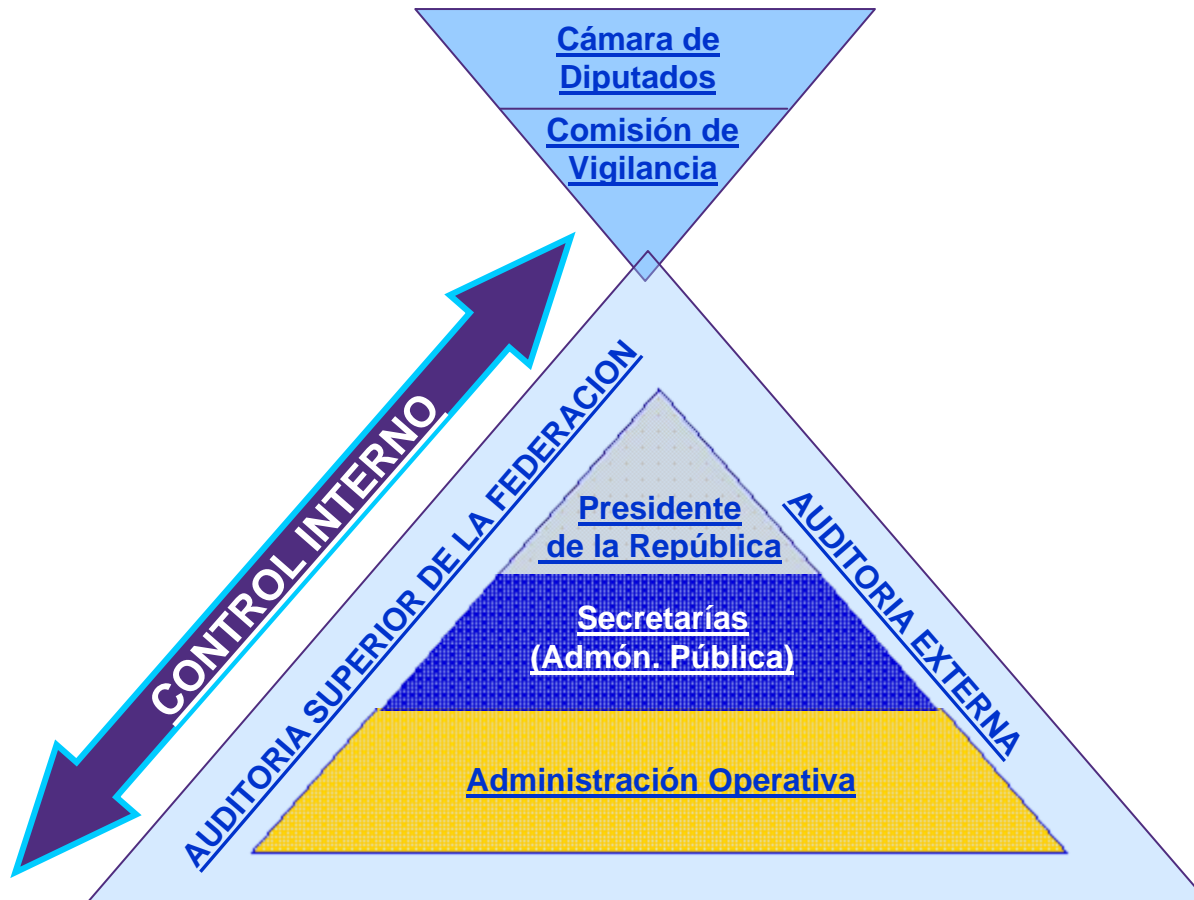 Cámara de
Diputados
Comisión de
Vigilancia
CONTROL INTERNO
AUDITORIA SUPERIOR DE LA FEDERACION
AUDITORIA EXTERNA
Presidente
de la República
Secretarías
(Admón. Pública)
Administración Operativa